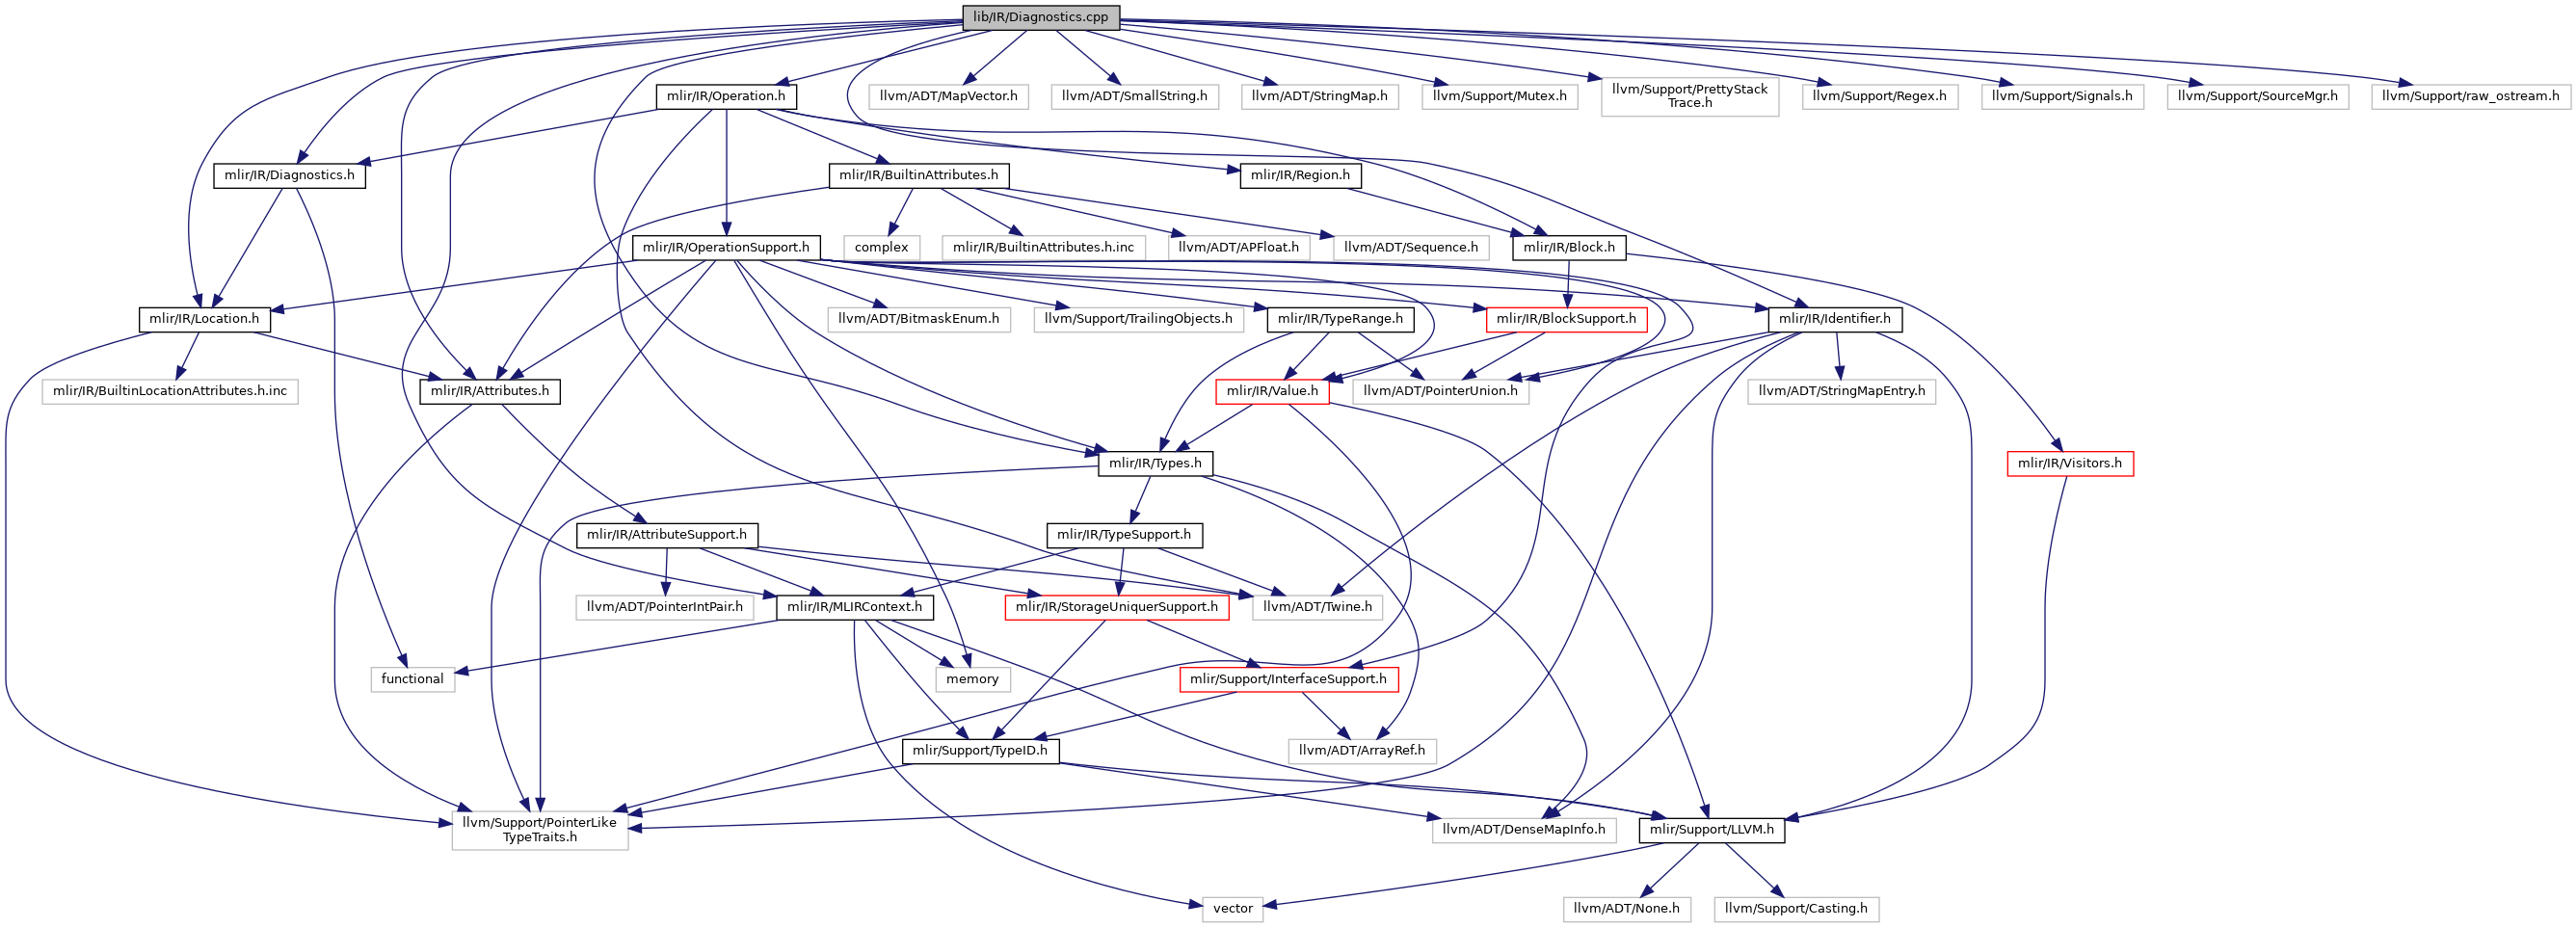 lib/IR/Diagnostics.cpp
mlir/IR/Operation.h
llvm/ADT/MapVector.h
llvm/ADT/SmallString.h
llvm/ADT/StringMap.h
llvm/Support/Mutex.h
llvm/Support/PrettyStack
Trace.h
llvm/Support/Regex.h
llvm/Support/Signals.h
llvm/Support/SourceMgr.h
llvm/Support/raw_ostream.h
mlir/IR/Diagnostics.h
mlir/IR/BuiltinAttributes.h
mlir/IR/Region.h
mlir/IR/OperationSupport.h
complex
mlir/IR/BuiltinAttributes.h.inc
llvm/ADT/APFloat.h
llvm/ADT/Sequence.h
mlir/IR/Block.h
mlir/IR/Location.h
llvm/ADT/BitmaskEnum.h
llvm/Support/TrailingObjects.h
mlir/IR/TypeRange.h
mlir/IR/BlockSupport.h
mlir/IR/Identifier.h
mlir/IR/BuiltinLocationAttributes.h.inc
mlir/IR/Attributes.h
mlir/IR/Value.h
llvm/ADT/PointerUnion.h
llvm/ADT/StringMapEntry.h
mlir/IR/Types.h
mlir/IR/Visitors.h
mlir/IR/AttributeSupport.h
mlir/IR/TypeSupport.h
llvm/ADT/PointerIntPair.h
mlir/IR/MLIRContext.h
mlir/IR/StorageUniquerSupport.h
llvm/ADT/Twine.h
functional
memory
mlir/Support/InterfaceSupport.h
mlir/Support/TypeID.h
llvm/ADT/ArrayRef.h
llvm/Support/PointerLike
TypeTraits.h
llvm/ADT/DenseMapInfo.h
mlir/Support/LLVM.h
vector
llvm/ADT/None.h
llvm/Support/Casting.h